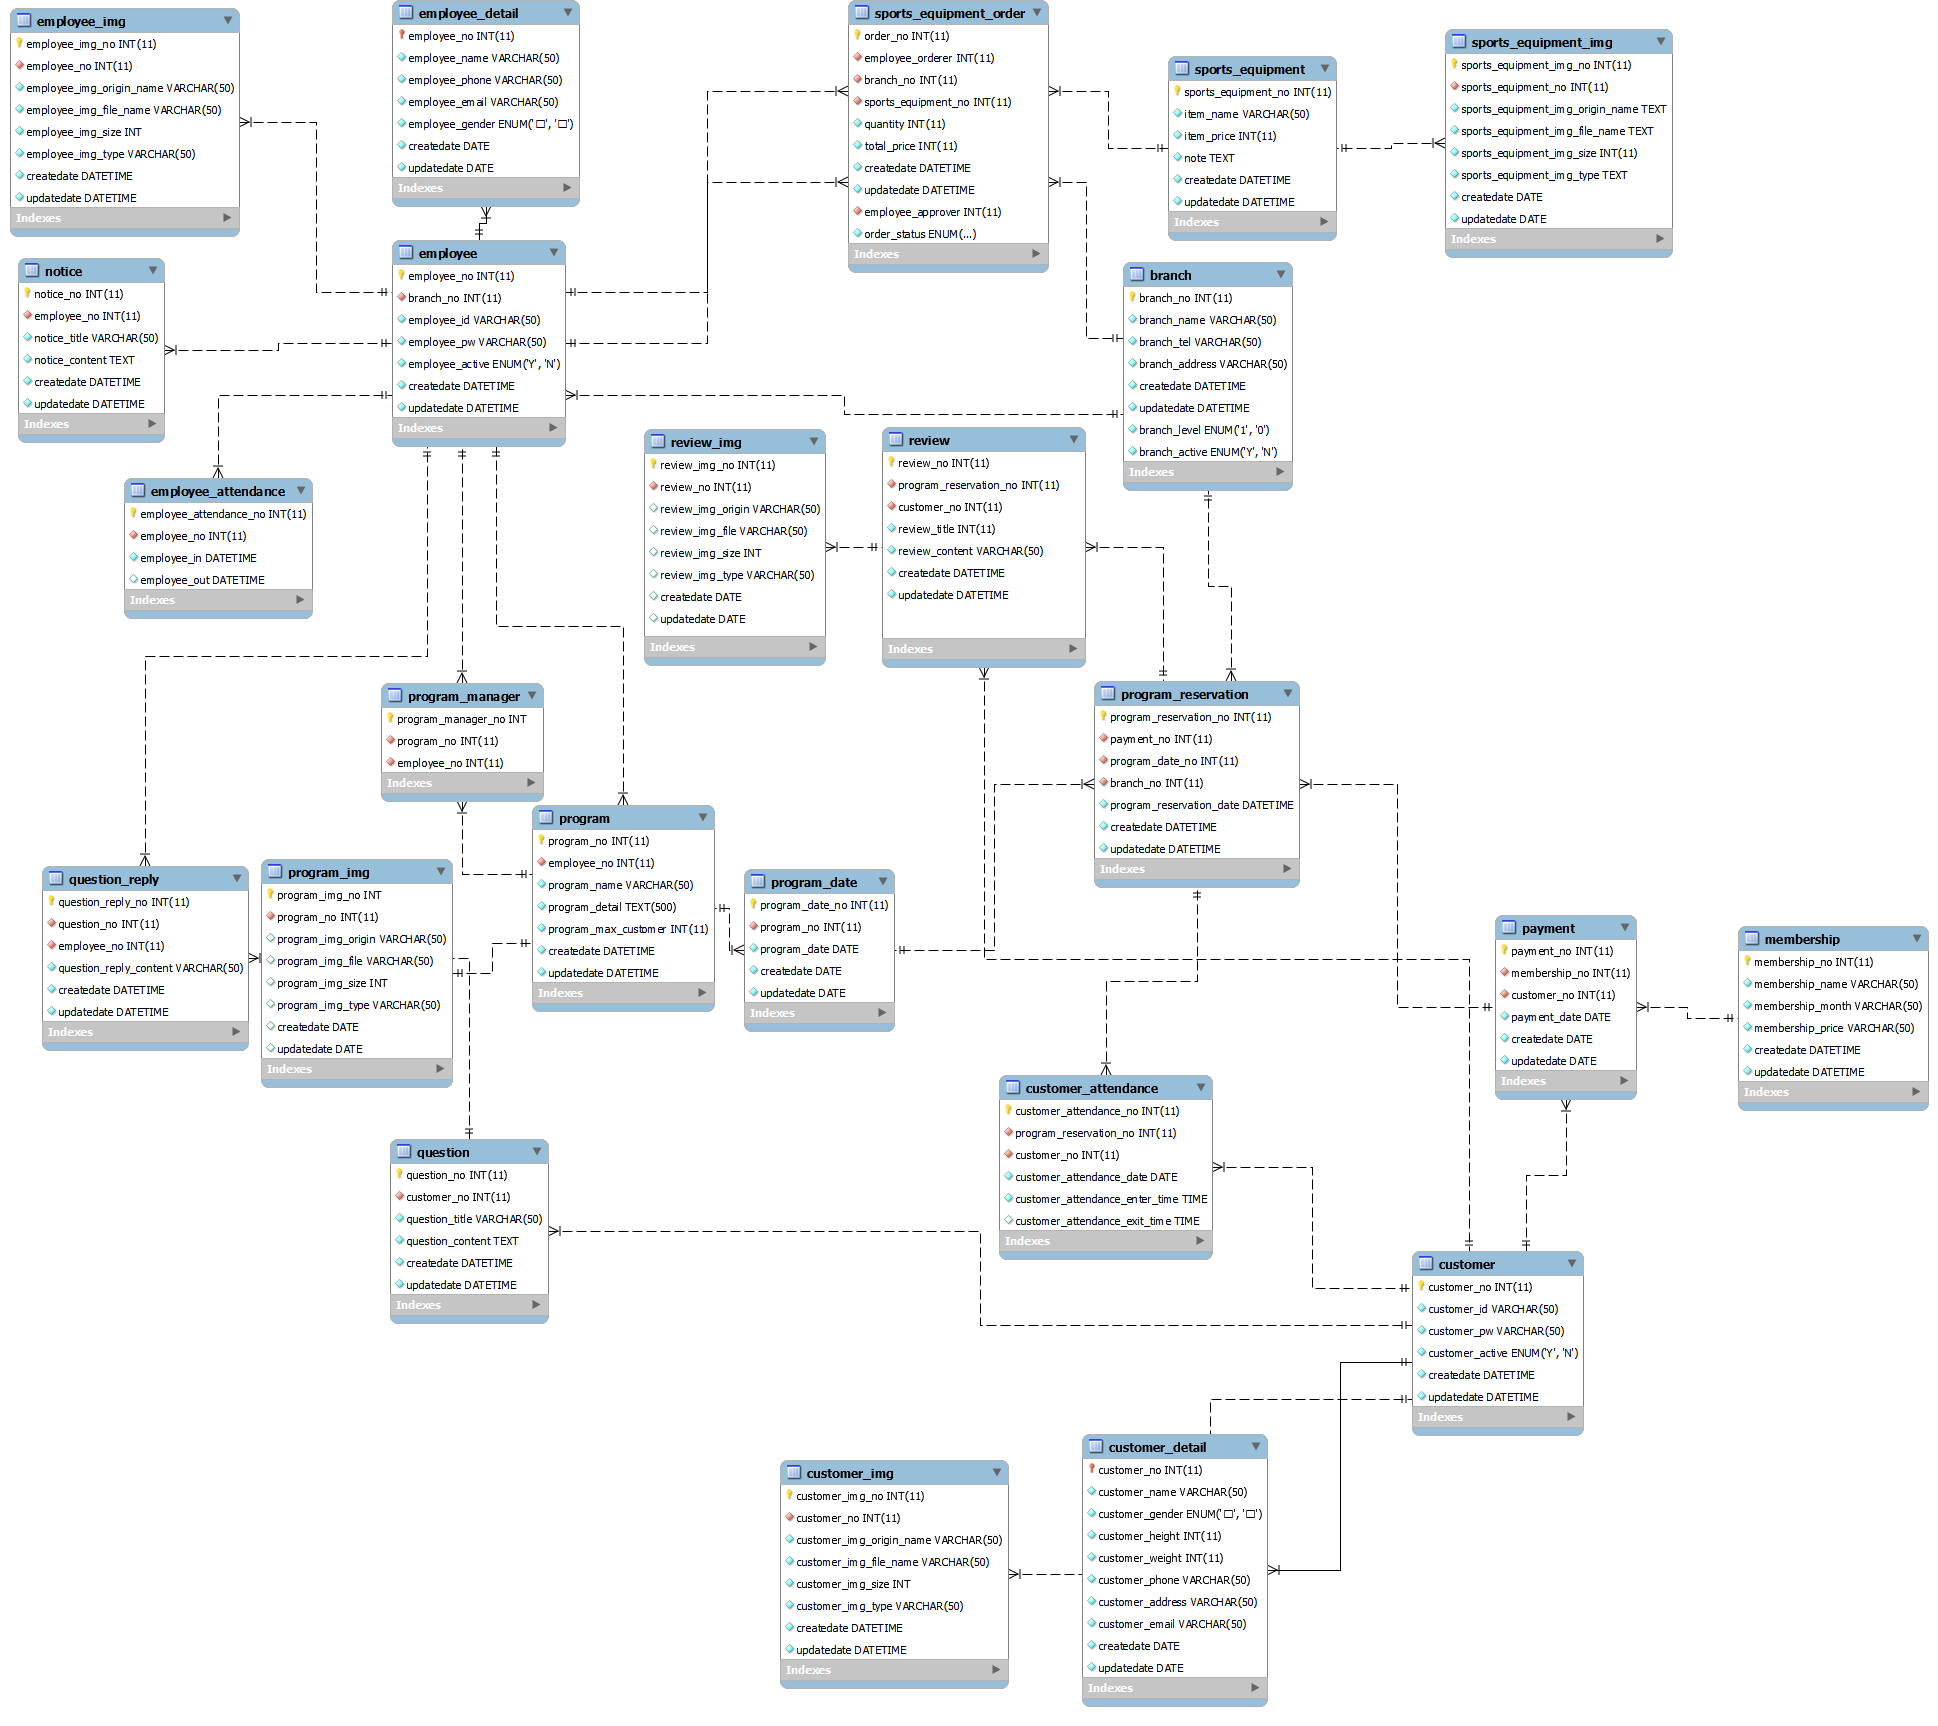 employee_img
employee_img_no INT(11)
employee_no INT(11)
employee_img_origin_name VARCHAR(50)
employee_img_file_name VARCHAR(50)
employee_img_size INT
employee_img_type VARCHAR(50)
createdate DATETIME
updatedate DATETIME
Indexes
employee_detail
employee_no INT(11)
employee_name VARCHAR(50)
employee_phone VARCHAR(50)
employee_email VARCHAR(50)
employee_gender ENUM('□', '□')
createdate DATE
updatedate DATE
Indexes
sports_equipment_order
order_no INT(11)
employee_orderer INT(11)
branch_no INT(11)
sports_equipment_no INT(11)
quantity INT(11)
total_price INT(11)
createdate DATETIME
updatedate DATETIME
employee_approver INT(11)
order_status ENUM(...)
Indexes
sports_equipment
sports_equipment_no INT(11)
item_name VARCHAR(50)
item_price INT(11)
note TEXT
createdate DATETIME
updatedate DATETIME
Indexes
sports_equipment_img
sports_equipment_img_no INT(11)
sports_equipment_no INT(11)
sports_equipment_img_origin_name TEXT
sports_equipment_img_file_name TEXT
sports_equipment_img_size INT(11)
sports_equipment_img_type TEXT
createdate DATE
updatedate DATE
Indexes
notice
notice_no INT(11)
employee_no INT(11)
notice_title VARCHAR(50)
notice_content TEXT
createdate DATETIME
updatedate DATETIME
Indexes
employee
employee_no INT(11)
branch_no INT(11)
employee_id VARCHAR(50)
employee_pw VARCHAR(50)
employee_active ENUM('Y', 'N')
createdate DATETIME
updatedate DATETIME
Indexes
branch
branch_no INT(11)
branch_name VARCHAR(50)
branch_tel VARCHAR(50)
branch_address VARCHAR(50)
createdate DATETIME
updatedate DATETIME
branch_level ENUM('1', '0')
branch_active ENUM('Y', 'N')
Indexes
employee_attendance
employee_attendance_no INT(11)
employee_no INT(11)
employee_in DATETIME
employee_out DATETIME
Indexes
review_img
review_img_no INT(11)
review_no INT(11)
review_img_origin VARCHAR(50)
review_img_file VARCHAR(50)
review_img_size INT
review_img_type VARCHAR(50)
createdate DATE
updatedate DATE
Indexes
review
review_no INT(11)
program_reservation_no INT(11)
customer_no INT(11)
review_title INT(11)
review_content VARCHAR(50)
createdate DATETIME
updatedate DATETIME
Indexes
program_manager
program_manager_no INT
program_no INT(11)
employee_no INT(11)
Indexes
program_reservation
program_reservation_no INT(11)
payment_no INT(11)
program_date_no INT(11)
branch_no INT(11)
program_reservation_date DATETIME
createdate DATETIME
updatedate DATETIME
Indexes
question_reply
question_reply_no INT(11)
question_no INT(11)
employee_no INT(11)
question_reply_content VARCHAR(50)
createdate DATETIME
updatedate DATETIME
Indexes
program_img
program_img_no INT
program_no INT(11)
program_img_origin VARCHAR(50)
program_img_file VARCHAR(50)
program_img_size INT
program_img_type VARCHAR(50)
createdate DATE
updatedate DATE
Indexes
program
program_no INT(11)
employee_no INT(11)
program_name VARCHAR(50)
program_detail TEXT(500)
program_max_customer INT(11)
createdate DATETIME
updatedate DATETIME
Indexes
program_date
program_date_no INT(11)
program_no INT(11)
program_date DATE
createdate DATE
updatedate DATE
Indexes
payment
payment_no INT(11)
membership_no INT(11)
customer_no INT(11)
payment_date DATE
createdate DATE
updatedate DATE
Indexes
membership
membership_no INT(11)
membership_name VARCHAR(50)
membership_month VARCHAR(50)
membership_price VARCHAR(50)
createdate DATETIME
updatedate DATETIME
Indexes
customer_attendance
customer_attendance_no INT(11)
program_reservation_no INT(11)
customer_no INT(11)
customer_attendance_date DATE
customer_attendance_enter_time TIME
customer_attendance_exit_time TIME
Indexes
question
question_no INT(11)
customer_no INT(11)
question_title VARCHAR(50)
question_content TEXT
createdate DATETIME
updatedate DATETIME
Indexes
customer
customer_no INT(11)
customer_id VARCHAR(50)
customer_pw VARCHAR(50)
customer_active ENUM('Y', 'N')
createdate DATETIME
updatedate DATETIME
Indexes
customer_img
customer_img_no INT(11)
customer_no INT(11)
customer_img_origin_name VARCHAR(50)
customer_img_file_name VARCHAR(50)
customer_img_size INT
customer_img_type VARCHAR(50)
createdate DATETIME
updatedate DATETIME
Indexes
customer_detail
customer_no INT(11)
customer_name VARCHAR(50)
customer_gender ENUM('□', '□')
customer_height INT(11)
customer_weight INT(11)
customer_phone VARCHAR(50)
customer_address VARCHAR(50)
customer_email VARCHAR(50)
createdate DATE
updatedate DATE
Indexes